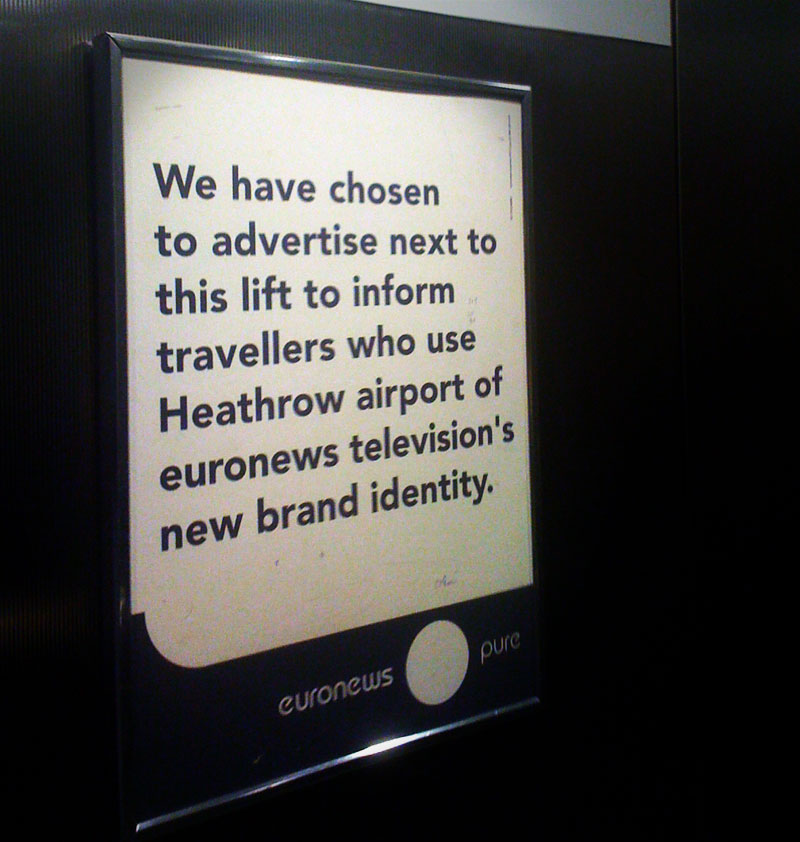 We have chosen
to advertise next to
this lift to inform
travellers who use
Heathrow airport of
euronews television's
new brand identity.
euronews pure